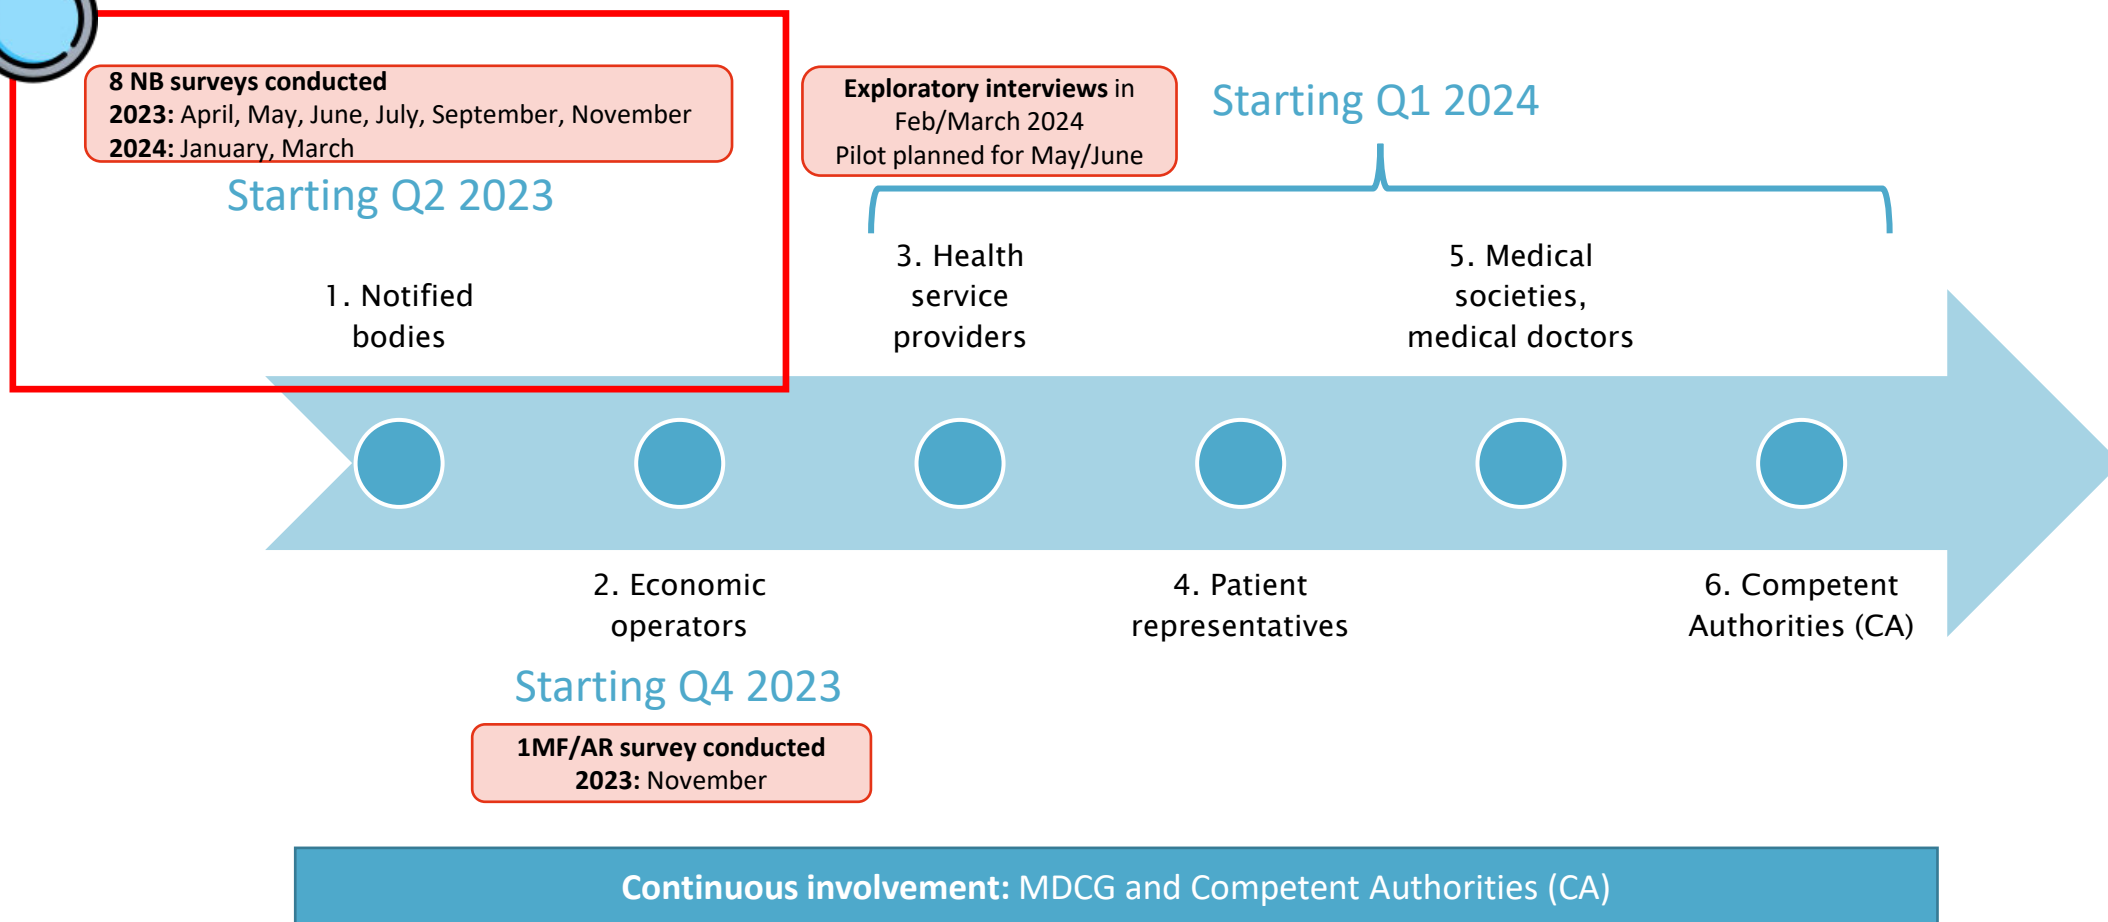 8 NB surveys conducted
2023: April, May, June, July, September, November
2024: January, March
Starting Q2 2023
1. Notified
bodies
Exploratory interviews in
Feb/March 2024
Pilot planned for May/June
Starting Q1 2024
3. Health
service
providers
5. Medical
societies,
medical doctors
2. Economic
operators
Starting Q4 2023
1MF/AR survey conducted
2023: November
4. Patient
representatives
6. Competent
Authorities (CA)
Continuous involvement: MDCG and Competent Authorities (CA)